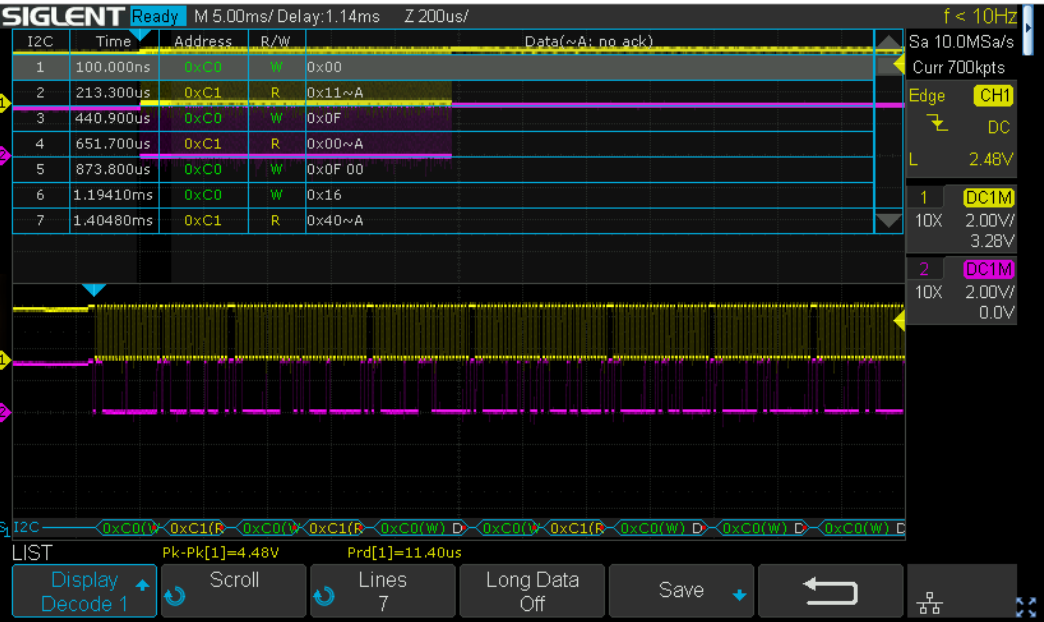 SIGLENT Ready M 5.00ms/ Delay:1.14ms Z 200us/ f < 10Hz
I2C Time Address R/W Data(~A: no ack) Sa 10.0MSa/s
1 100.000ns 0xC0 W 0x00 Curr 700kpts
2 213.300us 0xC1 R 0x11~A Edge CH1
3 440.900us 0xC0 W 0x0F DC
4 651.700us 0xC1 R 0x00~A L 2.48V
5 873.800us 0xC0 W 0x0F 00
6 1.19410ms 0xC0 W 0x16 1 DC1M
7 1.40480ms 0xC1 R 0x40~A 10X 2.00V/
3.28V
2 DC1M
10X 2.00V/
0.0V
1
2
1
2
S1 I2C 0xC0(W 0xC1(R 0xC0(W 0xC1(R 0xC0(W) D 0xC0(W 0xC1(R 0xC0(W) D 0xC0(W) D 0xC0(W) D
LIST Pk-Pk[1]=4.48V Prd[1]=11.40us
Display Scroll Lines Long Data Save
Decode 1 7 Off